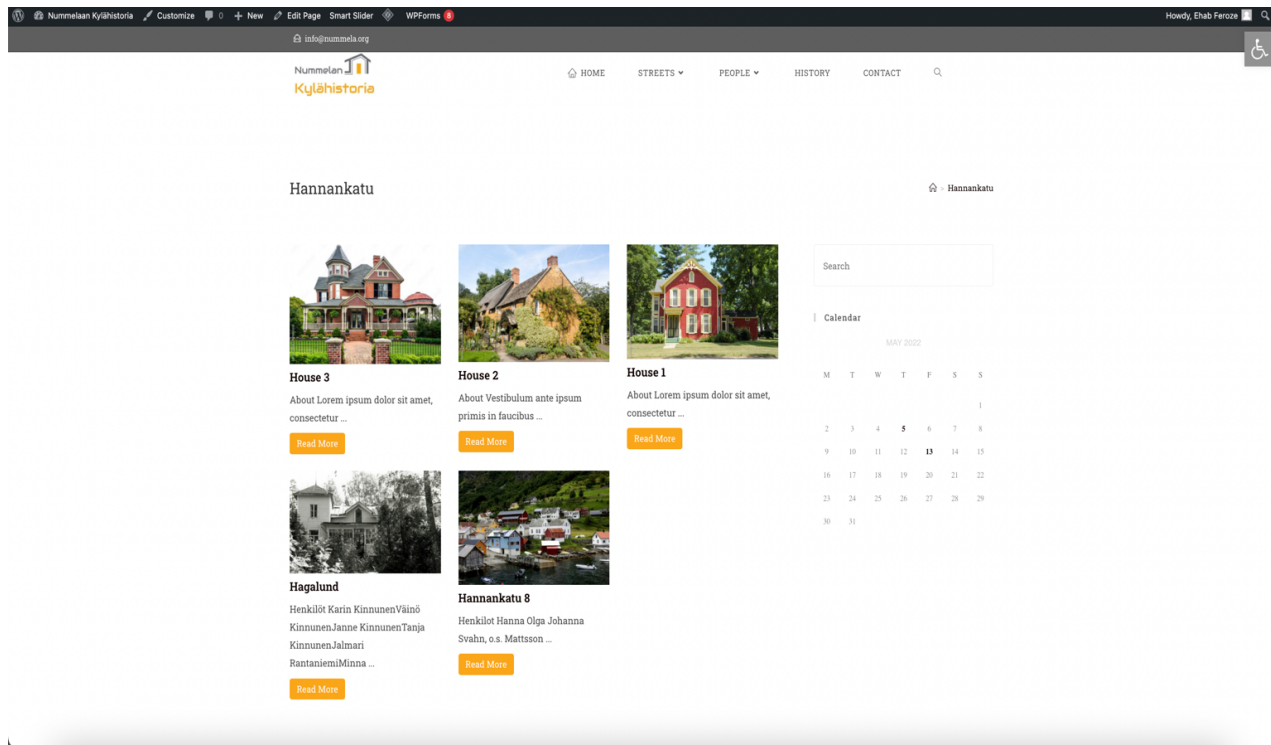 Nummelaan Kylähistoria Customize 0 + New Edit Page Smart Slider WPForms 8 Howdy, Ehab Feroze
info@nummela.org
Nummelan
Kylähistoria
HOME STREETS PEOPLE HISTORY CONTACT
Hannankatu
> Hannankatu
House 3
About Lorem ipsum dolor sit amet,
consectetur ...
Read More
House 2
About Vestibulum ante ipsum
primis in faucibus ...
Read More
House 1
About Lorem ipsum dolor sit amet,
consectetur ...
Read More
Hagalund
Henkilöt Karin KinnunenVäinö
KinnunenJanne KinnunenTanja
KinnunenJalmari
RantaniemiMinna ...
Read More
Hannankatu 8
Henkilot Hanna Olga Johanna
Svahn, o.s. Mattsson ...
Read More
Search
Calendar
MAY 2022
M T W T F S S
1
2 3 4 5 6 7 8
9 10 11 12 13 14 15
16 17 18 19 20 21 22
23 24 25 26 27 28 29
30 31